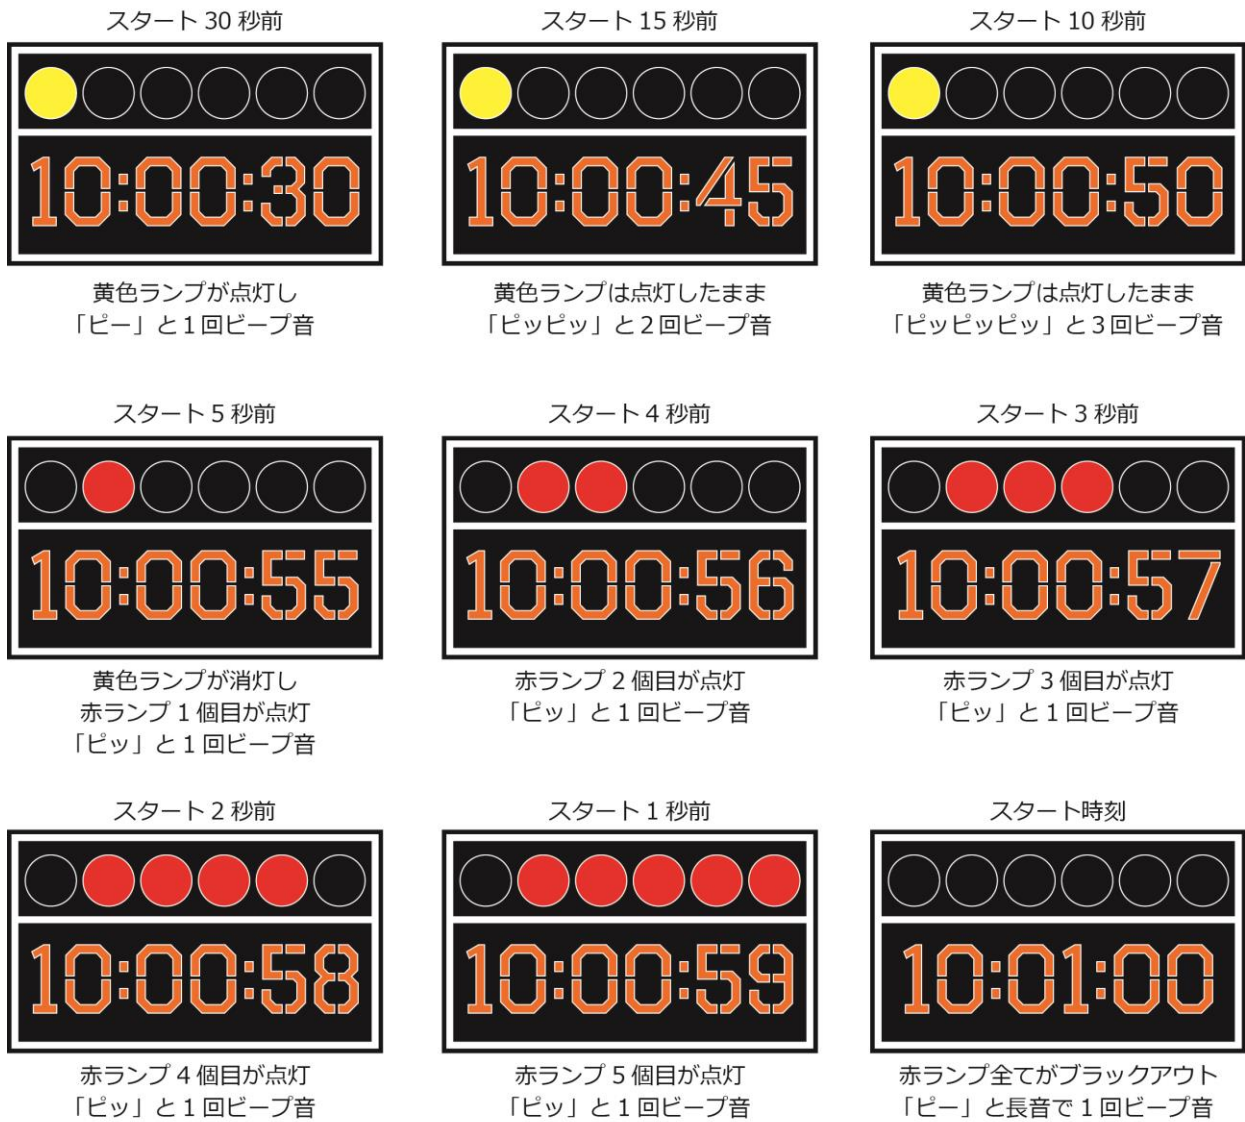 スタート 30 秒前
10:00:30
黄色ランプが点灯し
「ピー」と１回ビープ音
スタート 15 秒前
10:00:45
黄色ランプは点灯したまま
「ピッピッ」と２回ビープ音
スタート 10 秒前
10:00:50
黄色ランプは点灯したまま
「ピッピッピッ」と３回ビープ音
スタート 5 秒前
10:00:55
黄色ランプが消灯し
赤ランプ 1 個目が点灯
「ピッ」と 1 回ビープ音
スタート 4 秒前
10:00:56
赤ランプ 2 個目が点灯
「ピッ」と 1 回ビープ音
スタート 3 秒前
10:00:57
赤ランプ 3 個目が点灯
「ピッ」と 1 回ビープ音
スタート 2 秒前
10:00:58
赤ランプ 4 個目が点灯
「ピッ」と 1 回ビープ音
スタート 1 秒前
10:00:59
赤ランプ 5 個目が点灯
「ピッ」と 1 回ビープ音
スタート時刻
10:01:00
赤ランプ全てがブラックアウト
「ピー」と長音で 1 回ビープ音